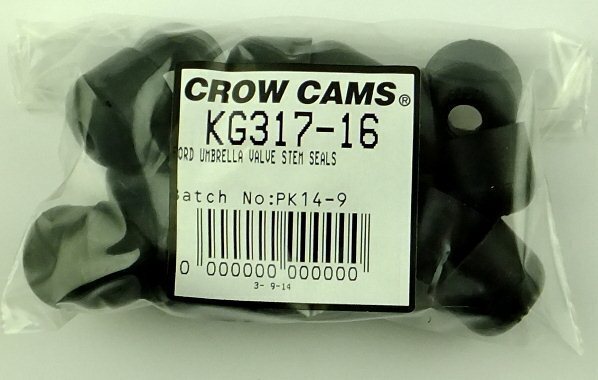 CROW CAMS®
KG317-16
ORD UMBRELLA VALVE STEM SEALS
atch No:PK14-9
0 000000 000000
3- 9-14